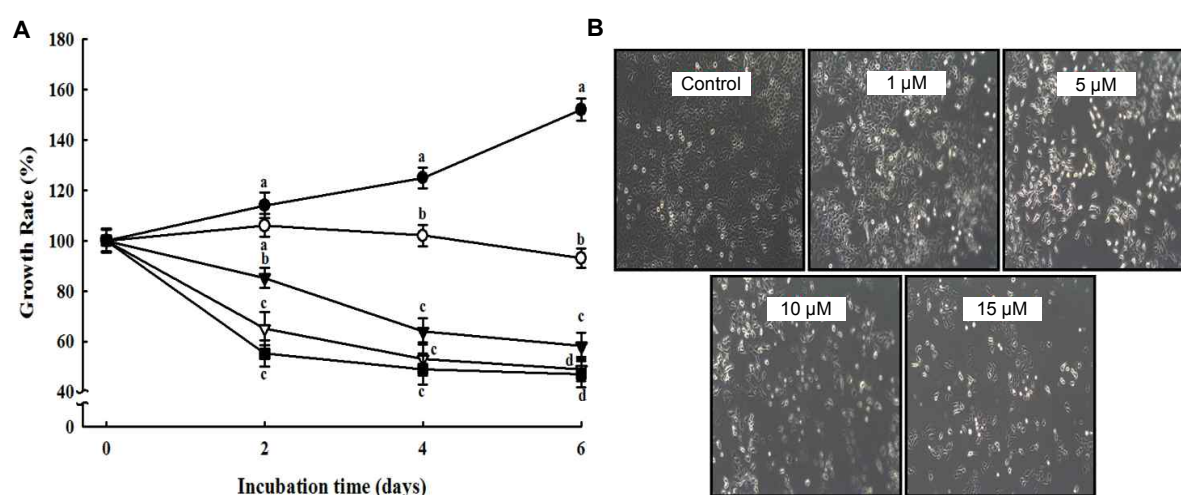 A
180
160
140
120
100
80
60
40
0
Growth Rate (%)
a
a
a
a
b
b
b
c
c
c
c
c
c
d
d
0
2
4
6
Incubation time (days)
B
Control
1 µM
5 µM
10 µM
15 µM